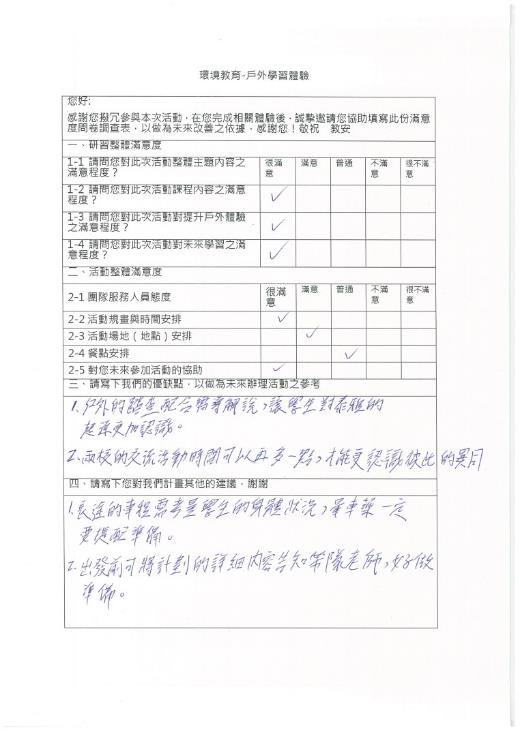 環境教育-戶外學習體驗
您好:
感謝您撥冗參與本次活動，在您完成相關體驗後，誠摯邀請您協助填寫此份滿意
度問卷調查表，以做為未來改善之依據，感謝您！敬祝　教安
一、研習整體滿意度
1-1 請問您對此次活動整體主題內容之滿意程度？ 很滿意 滿意 普通 不滿意 很不滿意
1-2 請問您對此次活動課程內容之滿意程度？ ✓
1-3 請問您對此次活動對提升戶外體驗之滿意程度？ ✓
1-4 請問您對此次活動對未來學習之滿意程度？ ✓
二、活動整體滿意度
2-1 團隊服務人員態度 很滿意 滿意 普通 不滿意 很不滿意
2-2 活動規畫與時間安排 ✓
2-3 活動場地（地點）安排 ✓
2-4 餐點安排 ✓
2-5 對您未來參加活動的協助 ✓
三、請寫下我們的優缺點，以做為未來辦理活動之參考
1.戶外的踏查配合解說，讓學生對泰雅的
起源更加認識。
2.兩校的交流活動時間可以再多一點，才能更認識彼此的異同
四、請寫下您對我們計畫其他的建議，謝謝
1.長途的車程需考量學生的身體狀況，暈車藥一定
要提醒準備。
2.出發前可將計劃的詳細內容告知帶隊老師，好做
準備。